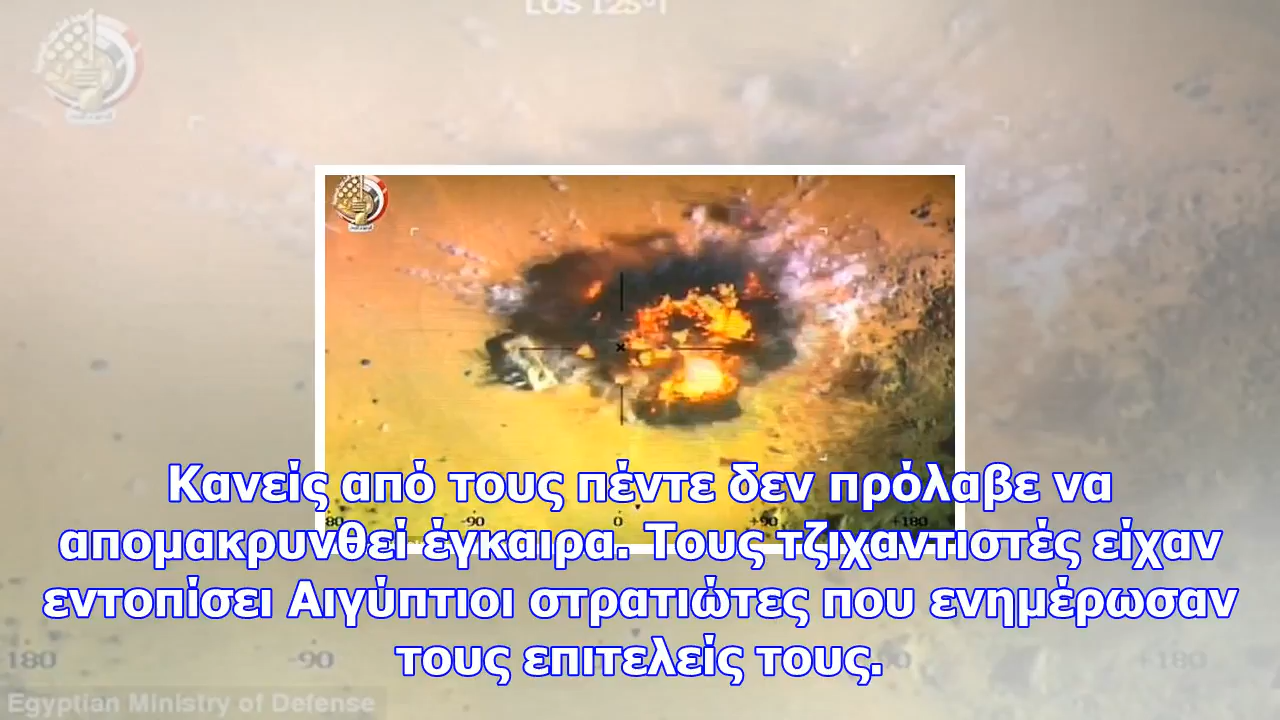 LOS 125°T
Κανείς από τους πέντε δεν πρόλαβε να
-90 0 +90 +180
απομακρυνθεί έγκαιρα. Τους τζιχαντιστές είχαν
εντοπίσει Αιγύπτιοι στρατιώτες που ενημέρωσαν
τους επιτελείς τους.
180 -90 +180
Egyptian Ministry of Defense